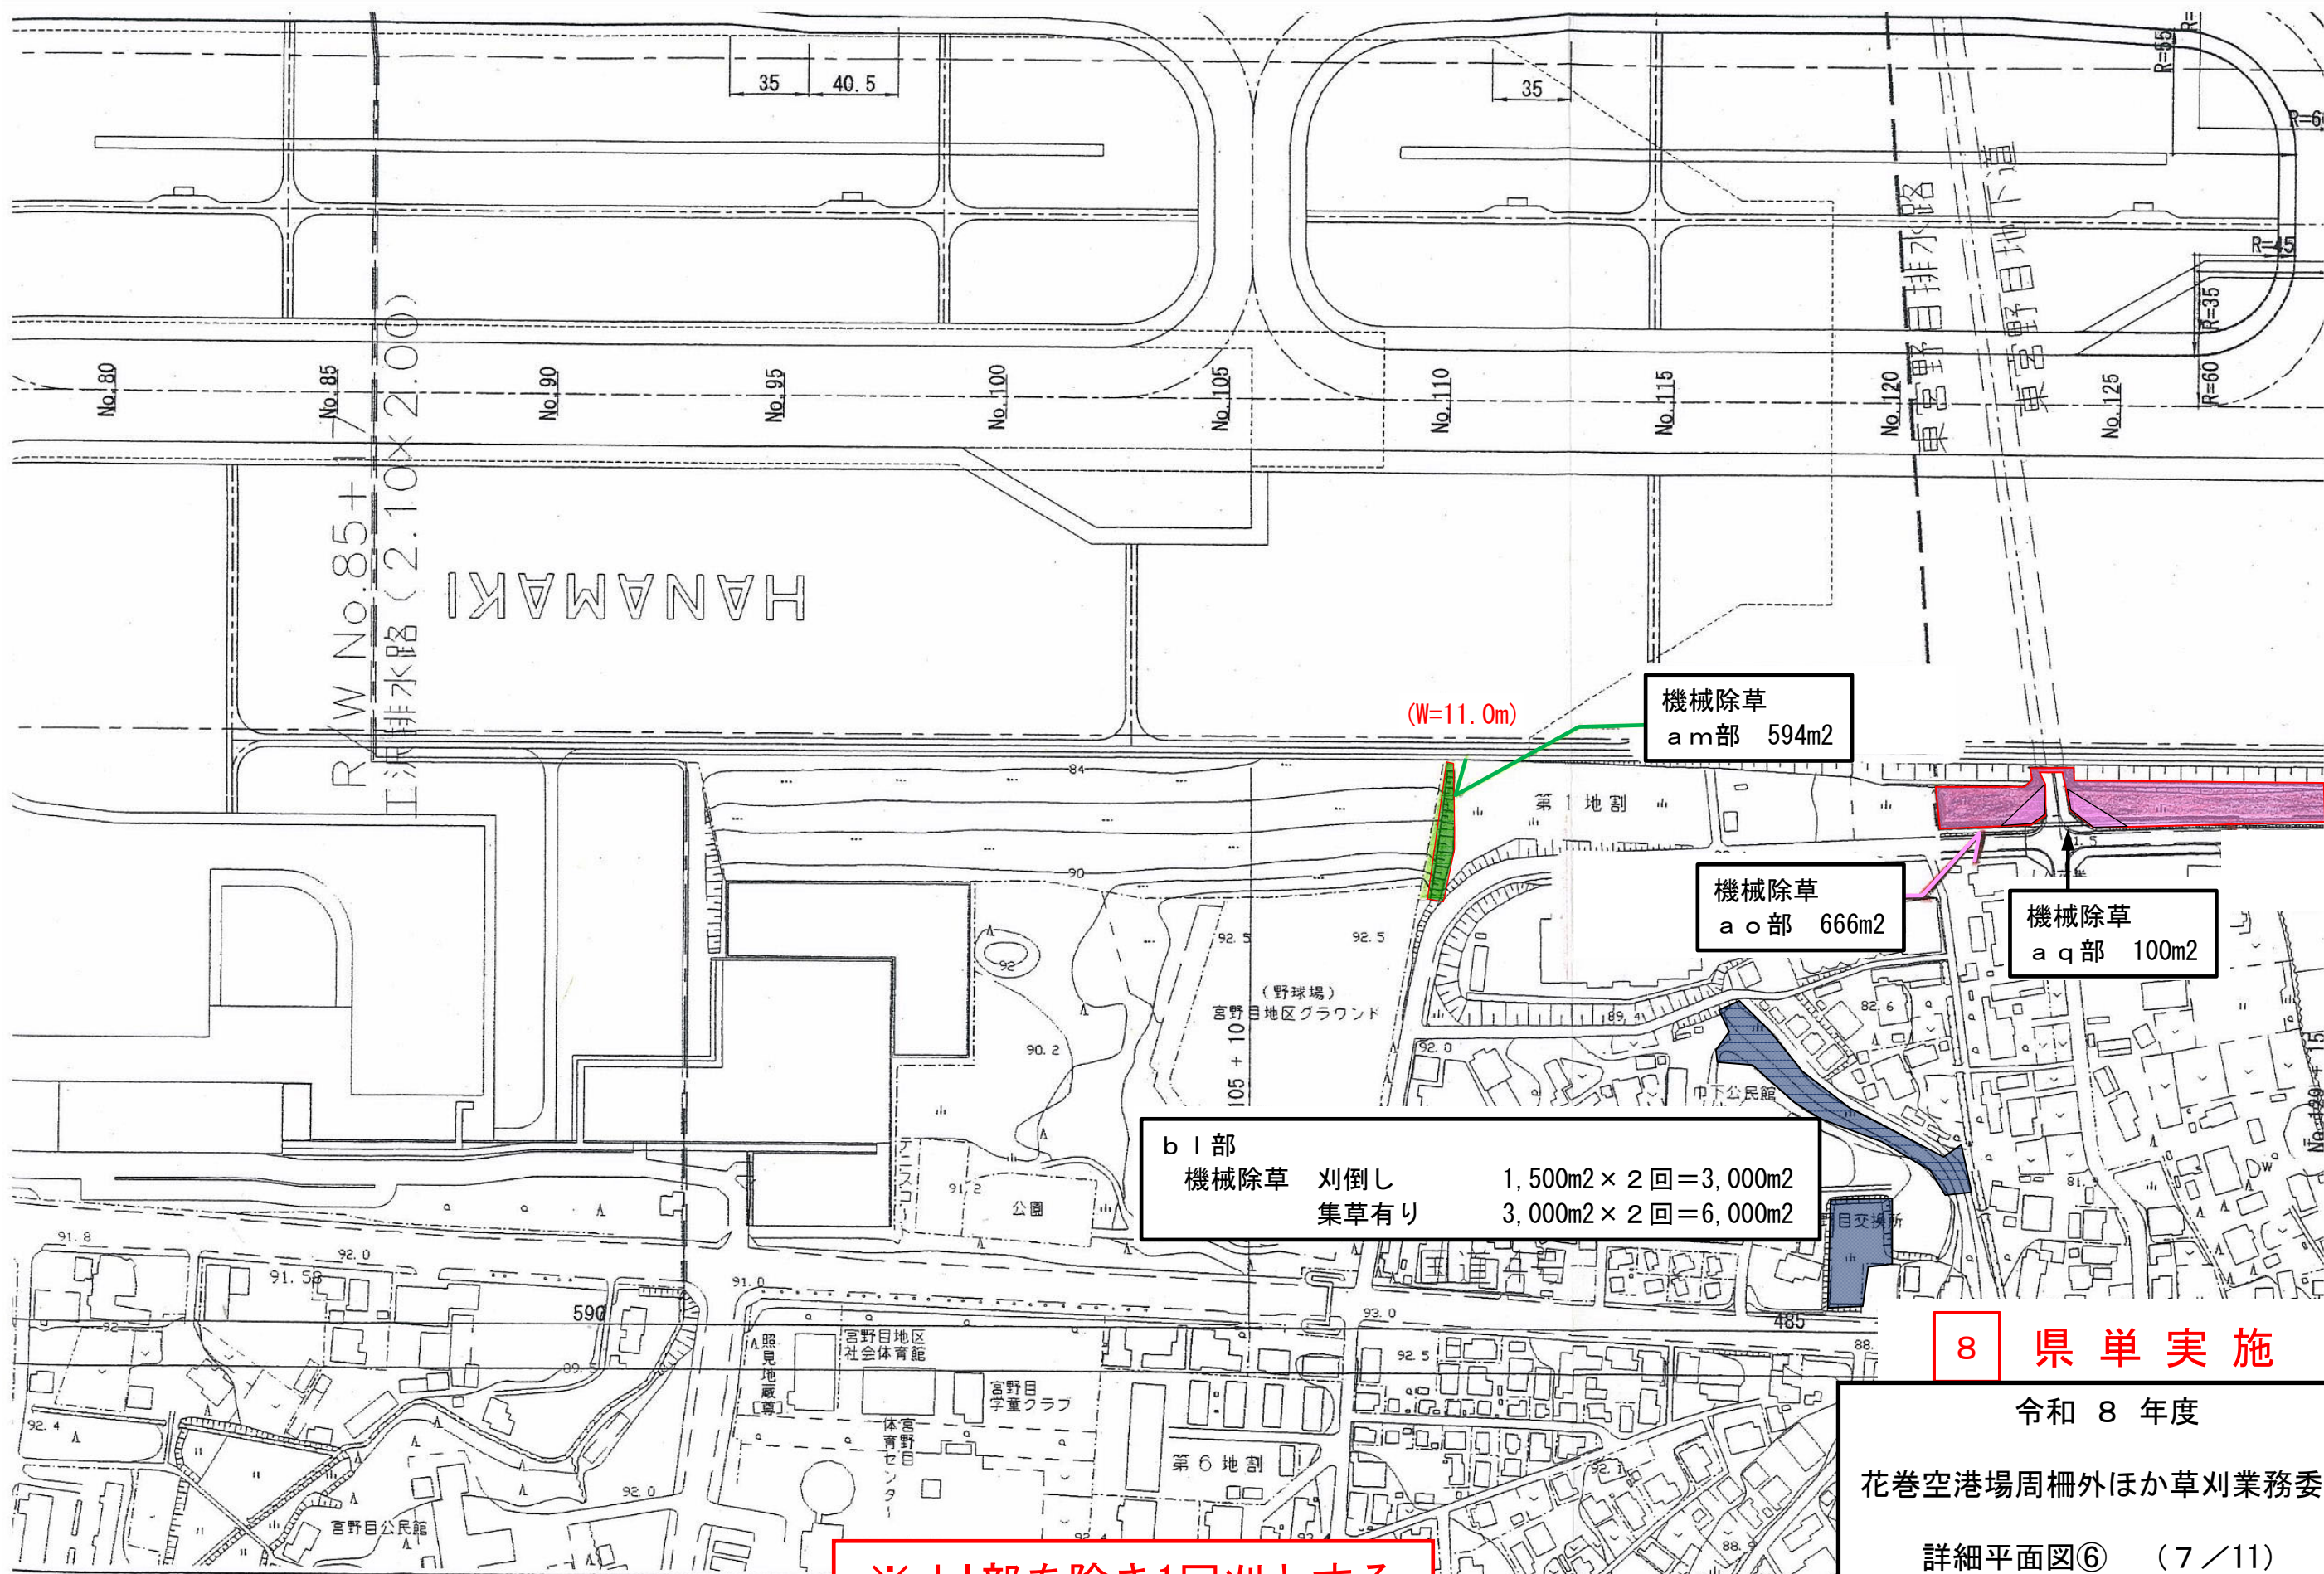 35
40.5
35
R=55
R=45
R=35
R=60
東宮野目排水路
東宮野目地下道
No.80
No.85
No.90
No.95
No.100
No.105
No.110
No.115
No.120
No.125
(2.10×2.00)
HANAMAKI
(W=11.0m)
機械除草
am部 594m2
84
第1地割
90
機械除草
ao部 666m2
機械除草
aq部 100m2
92.5
92.5
92
(野球場)
宮野目地区グラウンド
89.4
82.6
90.2
105 + 10
92.0
巾下公民館
bl部
機械除草 刈倒し 1,500m2×2回=3,000m2
集草有り 3,000m2×2回=6,000m2
91.2
公園
野目交換所
91.8
92.0
91.0
590
93.0
485
宮野目地区
社会体育館
照見地蔵尊
92.5
88.
宮野目
学童クラブ
宮野目
体育センター
92.4
第6地割
92.1
92.0
宮野目公民館
88.9
8 県単実施
令和 8 年度
花巻空港場周柵外ほか草刈業務委
詳細平面図⑥ (7/11)